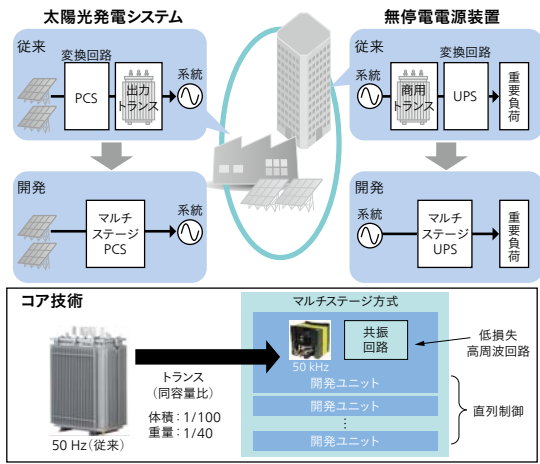 太陽光発電システム
従来
変換回路
PCS
出力
トランス
系統
開発
マルチ
ステージ
PCS
系統
無停電電源装置
従来
系統
変換回路
商用
トランス
UPS
重要負荷
開発
系統
マルチ
ステージ
UPS
重要負荷
コア技術
50 Hz(従来)
トランス
(同容量比)
体積:1/100
重量:1/40
マルチステージ方式
50 kHz
共振
回路
開発ユニット
開発ユニット
⋮
開発ユニット
低損失
高周波回路
直列制御